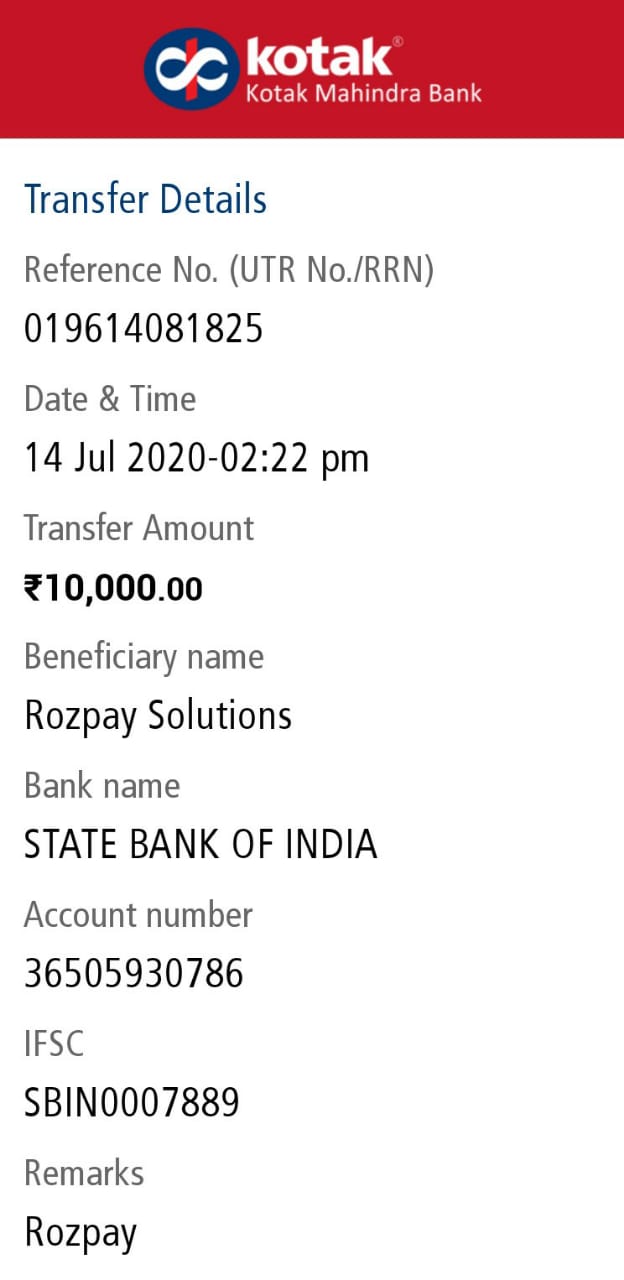 kotak®
Kotak Mahindra Bank
Transfer Details
Reference No. (UTR No./RRN)
019614081825
Date & Time
14 Jul 2020-02:22 pm
Transfer Amount
₹10,000.00
Beneficiary name
Rozpay Solutions
Bank name
STATE BANK OF INDIA
Account number
36505930786
IFSC
SBIN0007889
Remarks
Rozpay